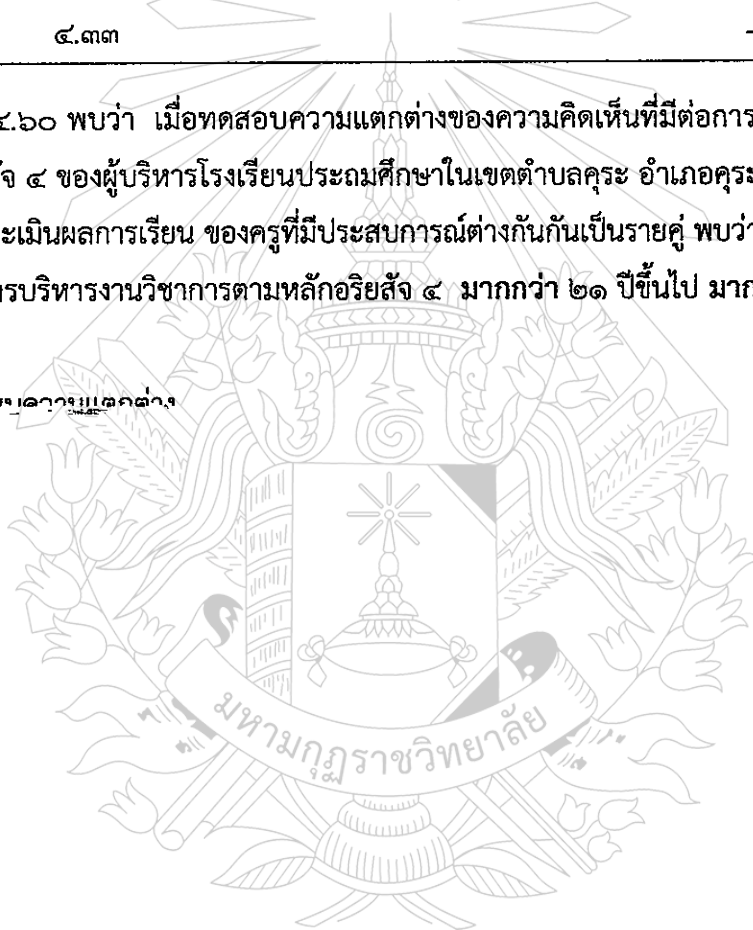 ๔.๓๓ -
๔.๖๐ พบว่า เมื่อทดสอบความแตกต่างของความคิดเห็นที่มีต่อการ
จ ๔ ของผู้บริหารโรงเรียนประถมศึกษาในเขตตำบลคุระ อำเภอคุระ
ะเมินผลการเรียน ของครูที่มีประสบการณ์ต่างกันกันเป็นรายคู่ พบว่า
รบริหารงานวิชาการตามหลักอริยสัจ ๔ มากกว่า ๒๑ ปีขึ้นไป มาก
ความแตกต่าง
มหามกุฏราชวิทยาลัย